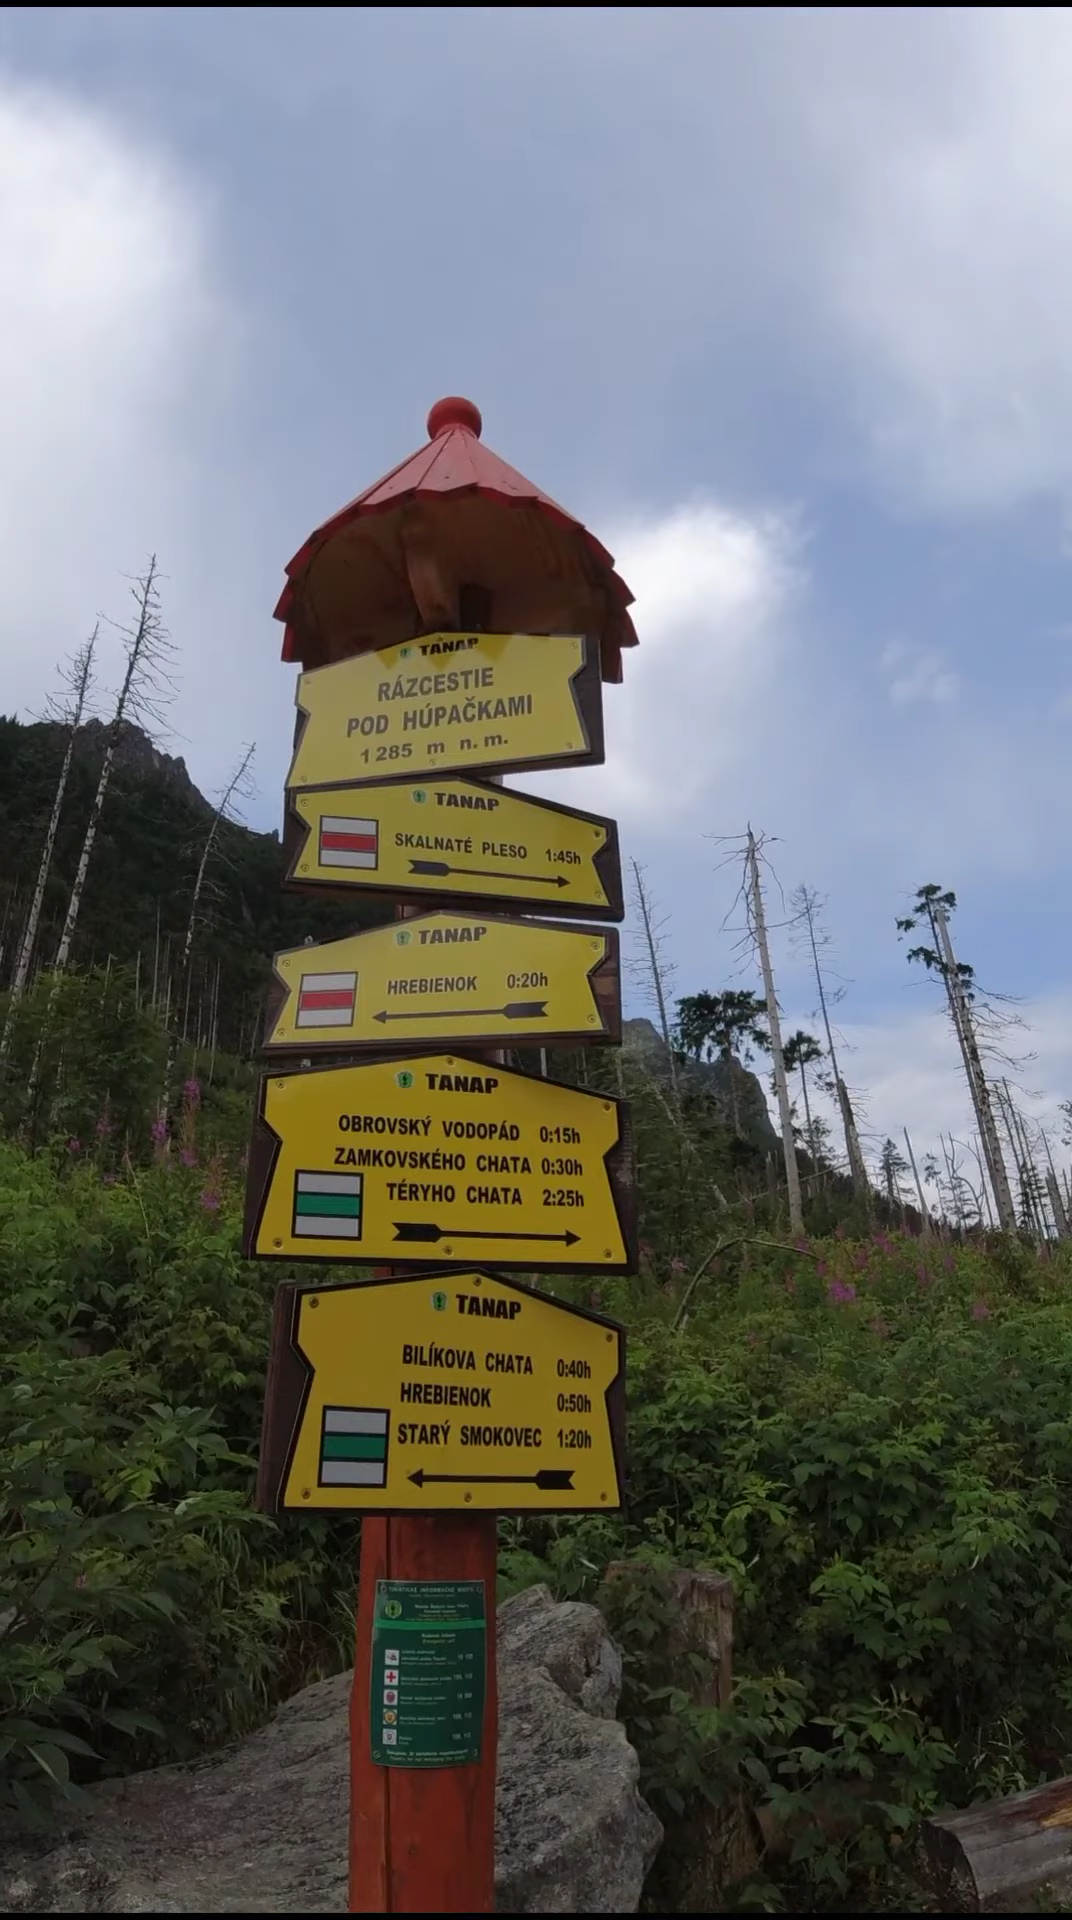 TANAP
RÁZCESTIE
POD HÚPAČKAMI
1285 m n.m.
TANAP
SKALNATÉ PLESO 1:45h
TANAP
HREBIENOK 0:20h
TANAP
OBROVSKÝ VODOPÁD 0:15h
ZAMKOVSKÉHO CHATA 0:30h
TÉRYHO CHATA 2:25h
TANAP
BILÍKOVA CHATA 0:40h
HREBIENOK 0:50h
STARÝ SMOKOVEC 1:20h